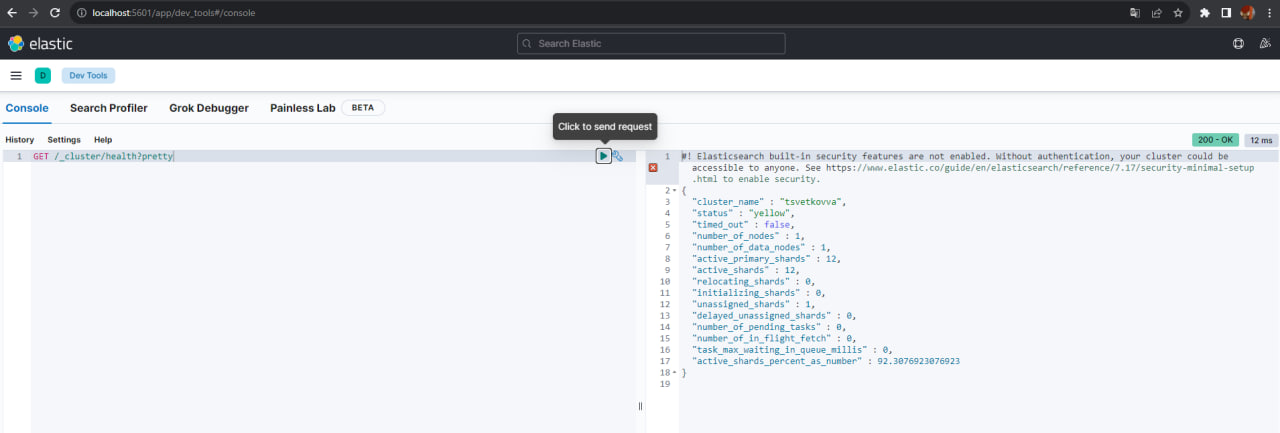 localhost:5601/app/dev_tools#/console
elastic
Search Elastic
D
Dev Tools
Console
Search Profiler
Grok Debugger
Painless Lab
BETA
Click to send request
History
Settings
Help
200 - OK
12 ms
1 GET /_cluster/health?pretty
1 #! Elasticsearch built-in security features are not enabled. Without authentication, your cluster could be
accessible to anyone. See https://www.elastic.co/guide/en/elasticsearch/reference/7.17/security-minimal-setup
.html to enable security.
2 {
3 "cluster_name" : "tsvetkovva",
4 "status" : "yellow",
5 "timed_out" : false,
6 "number_of_nodes" : 1,
7 "number_of_data_nodes" : 1,
8 "active_primary_shards" : 12,
9 "active_shards" : 12,
10 "relocating_shards" : 0,
11 "initializing_shards" : 0,
12 "unassigned_shards" : 1,
13 "delayed_unassigned_shards" : 0,
14 "number_of_pending_tasks" : 0,
15 "number_of_in_flight_fetch" : 0,
16 "task_max_waiting_in_queue_millis" : 0,
17 "active_shards_percent_as_number" : 92.3076923076923
18 }
19